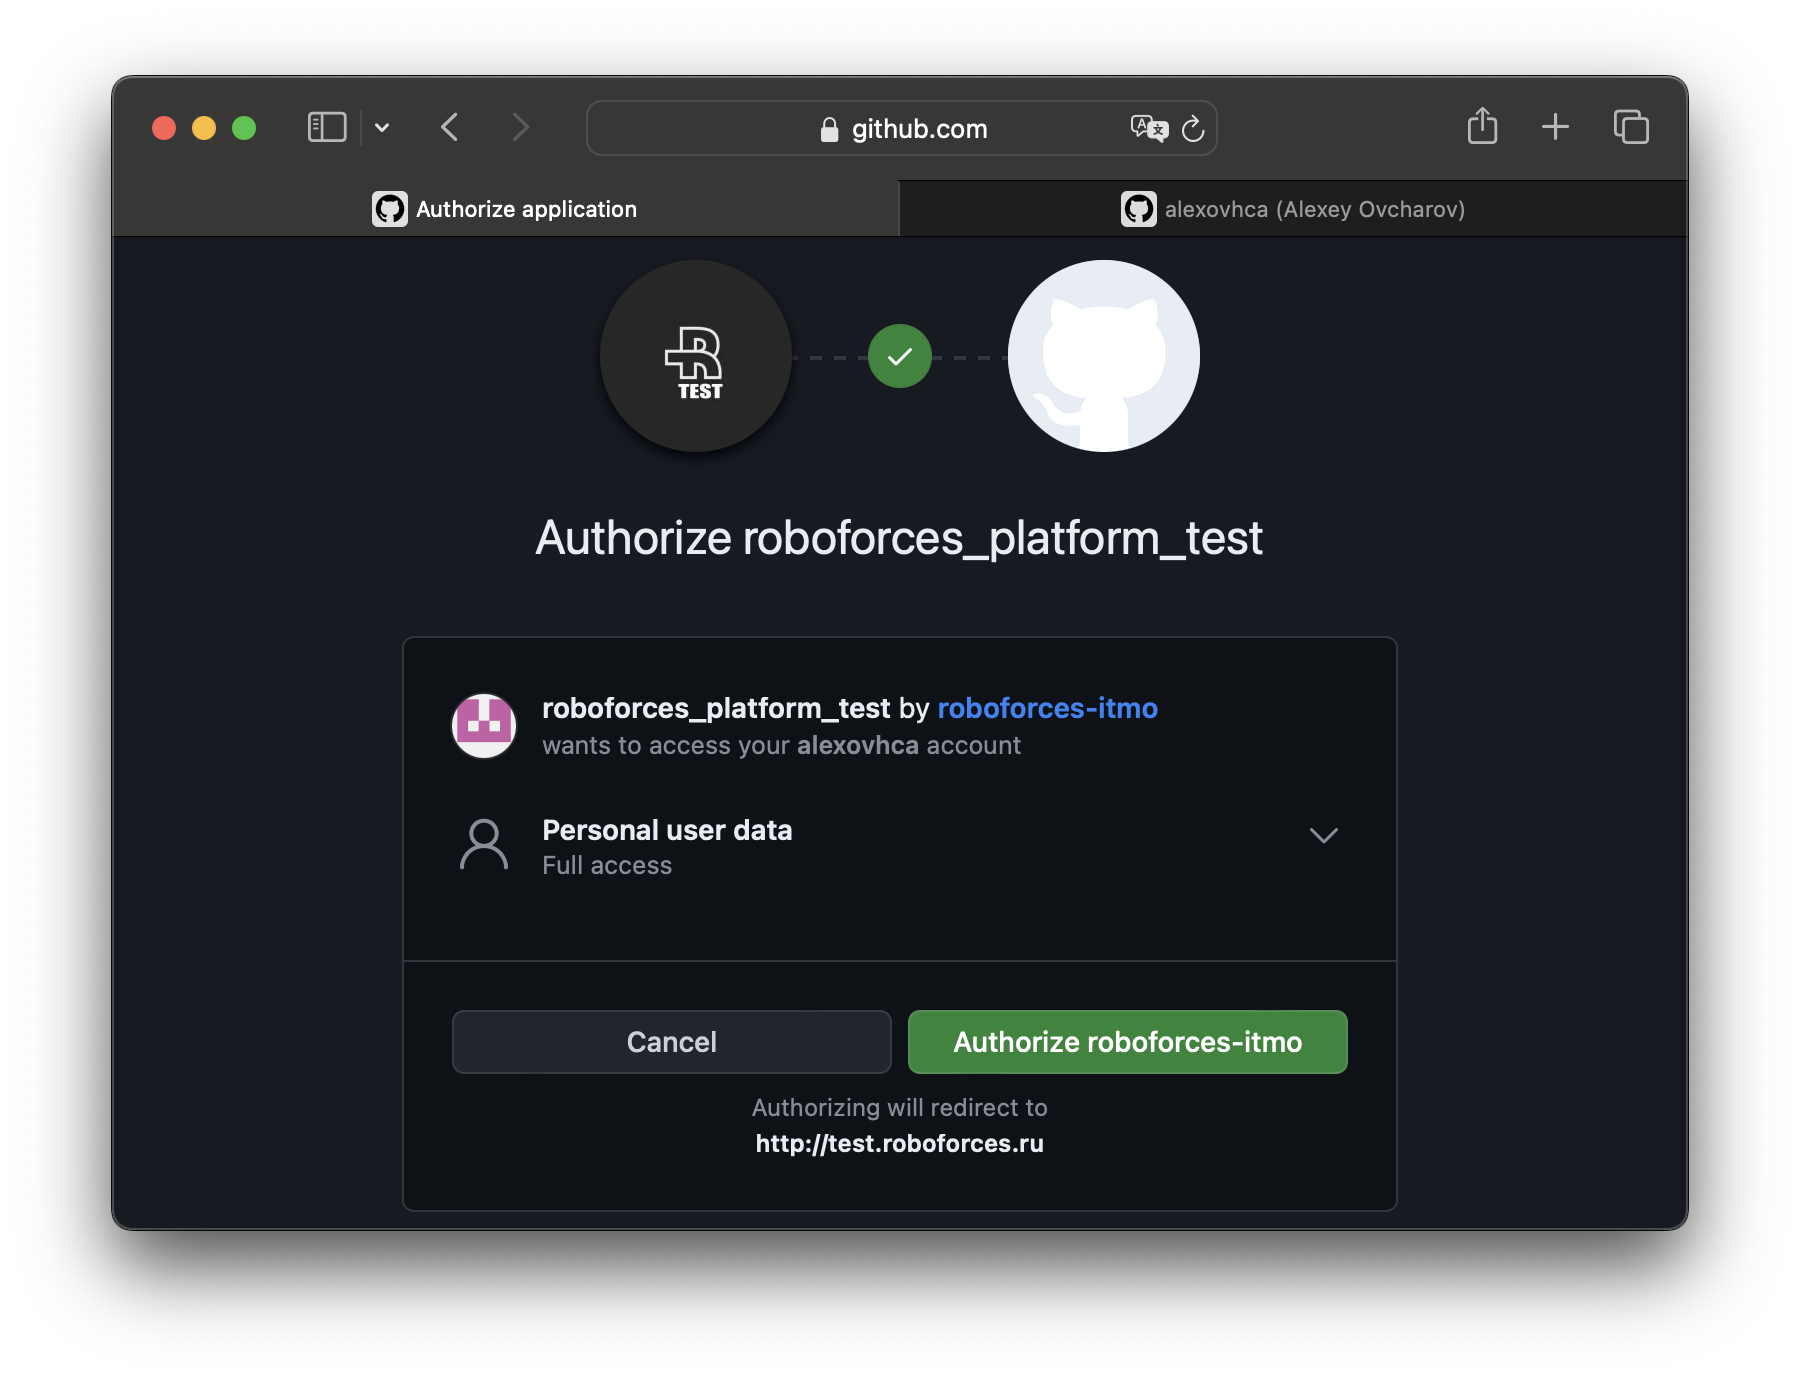 github.com
Authorize application
alexovhca (Alexey Ovcharov)
R
TEST
Authorize roboforces_platform_test
roboforces_platform_test by roboforces-itmo
wants to access your alexovhca account
Personal user data
Full access
Cancel
Authorize roboforces-itmo
Authorizing will redirect to
http://test.roboforces.ru